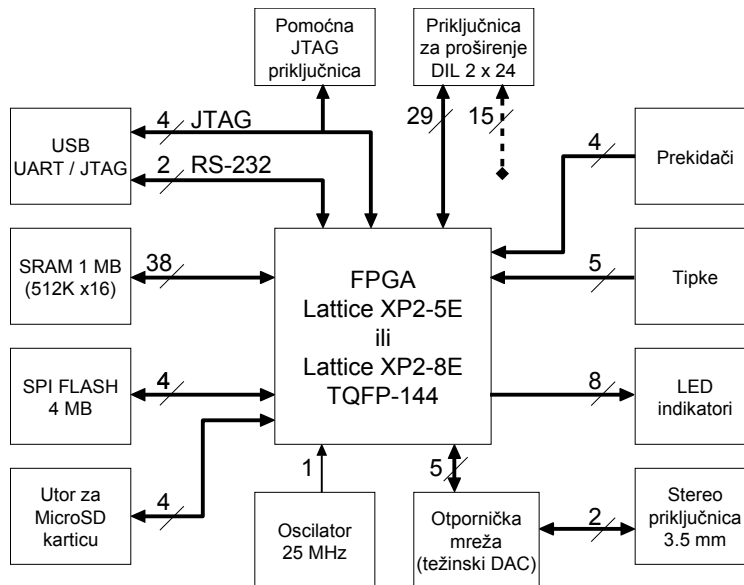 Pomoćna
JTAG
priključnica
Priključnica
za proširenje
DIL 2 x 24
USB
UART / JTAG
4 JTAG
2 RS-232
29
15
4
Prekidači
SRAM 1 MB
(512K x16)
38
FPGA
Lattice XP2-5E
ili
Lattice XP2-8E
TQFP-144
5
Tipke
SPI FLASH
4 MB
4
8
LED
indikatori
Utor za
MicroSD
karticu
4
1
Oscilator
25 MHz
5
Otpornička
mreža
(težinski DAC)
2
Stereo
priključnica
3.5 mm